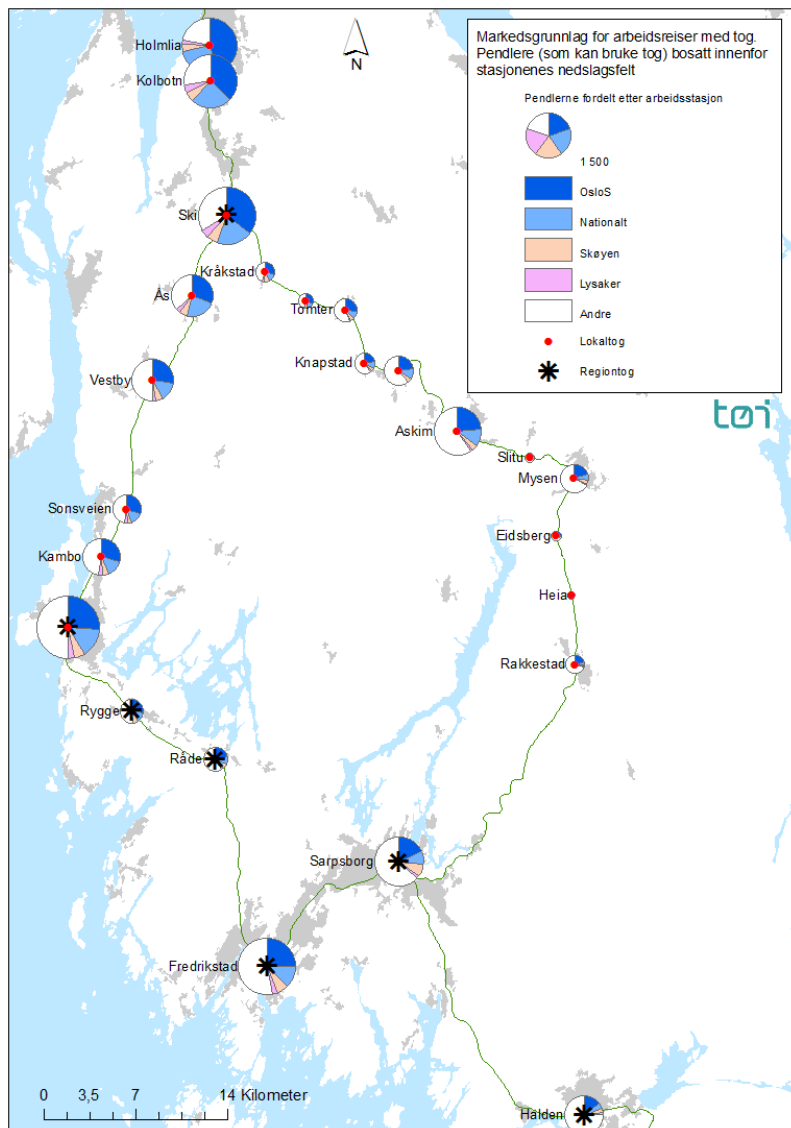 Markedsgrunnlag for arbeidsreiser med tog.
Pendlere (som kan bruke tog) bosatt innenfor
stasjonenes nedslagsfelt
Pendlerne fordelt etter arbeidsstasjon
1 500
OsloS
Nationalt
Skøyen
Lysaker
Andre
Lokaltog
Regiontog
tøi
N
Holmlia
Kolbotn
Ski
Kråkstad
Ås
Tomter
Vestby
Knapstad
Askim
Slitu
Mysen
Sonsveien
Eidsberg
Kambo
Heia
Rakkestad
Rygge
Råde
Sarpsborg
Fredrikstad
Halden
0 3,5 7 14 Kilometer